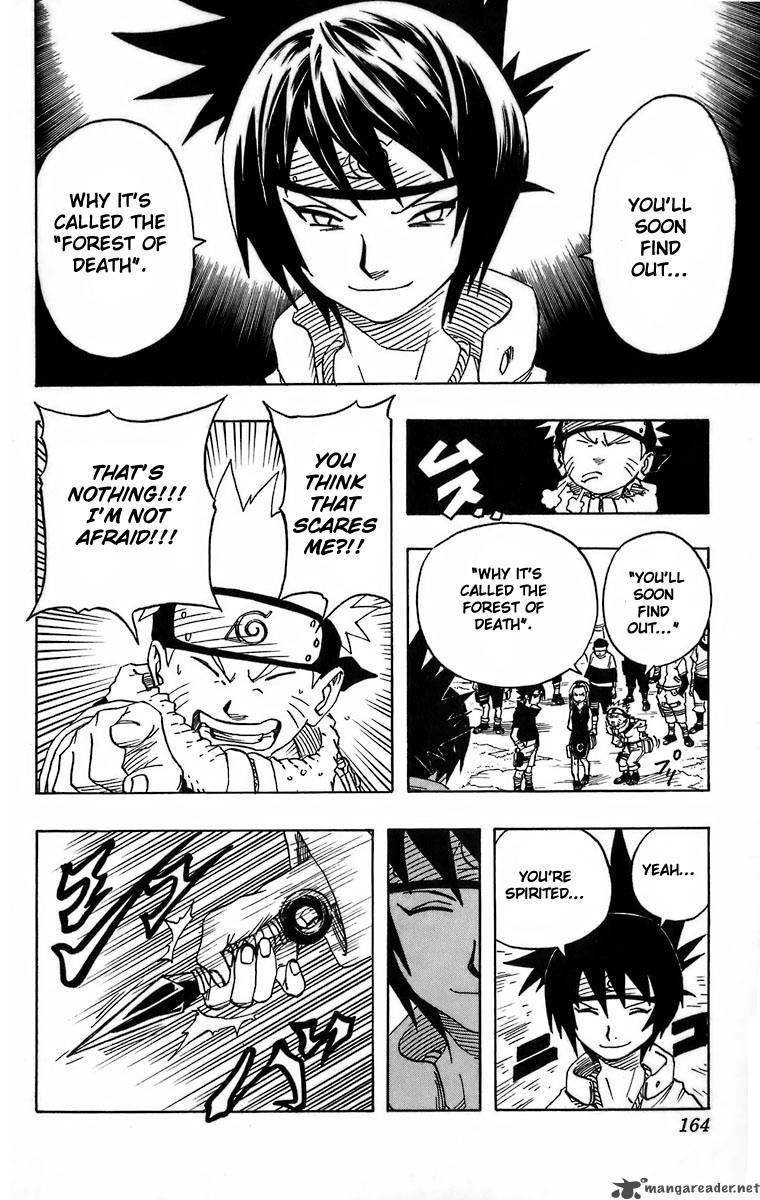 YOU'LL
SOON
FIND
OUT...
WHY IT'S
CALLED THE
"FOREST OF
DEATH".
"YOU'LL
SOON
FIND
OUT..."
"WHY IT'S
CALLED THE
FOREST OF
DEATH".
YOU
THINK
THAT
SCARES
ME?!!
THAT'S
NOTHING!!!
I'M NOT
AFRAID!!!
YEAH...
YOU'RE
SPIRITED...
164
mangareader.net